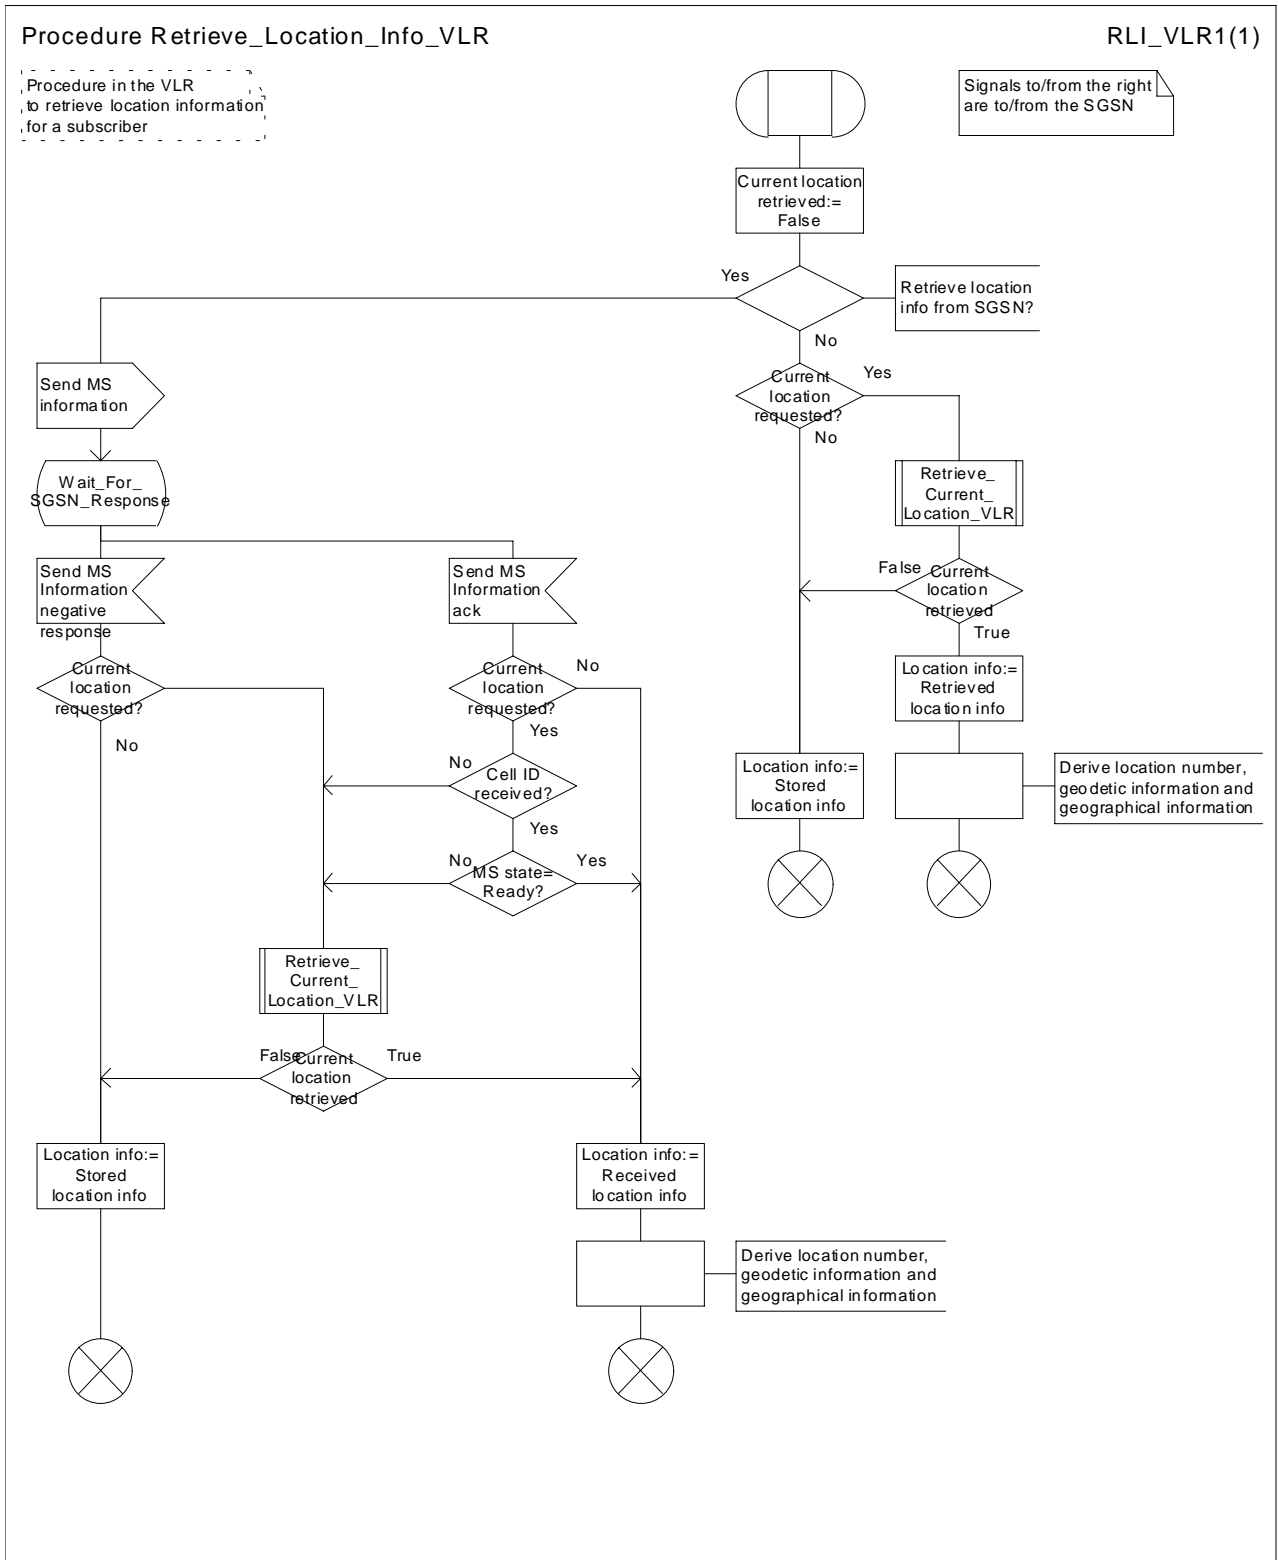 Procedure Retrieve_Location_Info_VLR
RLI_VLR1(1)
Procedure in the VLR
to retrieve location information
for a subscriber
Signals to/from the right
are to/from the SGSN
Current location
retrieved:=
False
Yes
Retrieve location
info from SGSN?
No
Current
location
requested?
Yes
No
Send MS
information
Wait_For_
SGSN_Response
Retrieve_
Current_
Location_VLR
Send MS
Information
negative
response
Send MS
Information
ack
False
Current
location
retrieved
True
Current
location
requested?
No
Current
location
requested?
No
Yes
Location info:=
Retrieved
location info
No
Cell ID
received?
Yes
Location info:=
Stored
location info
Derive location number,
geodetic information and
geographical information
No
MS state=
Ready?
Yes
Retrieve_
Current_
Location_VLR
False
Current
location
retrieved
True
Location info:=
Stored
location info
Location info:=
Received
location info
Derive location number,
geodetic information and
geographical information